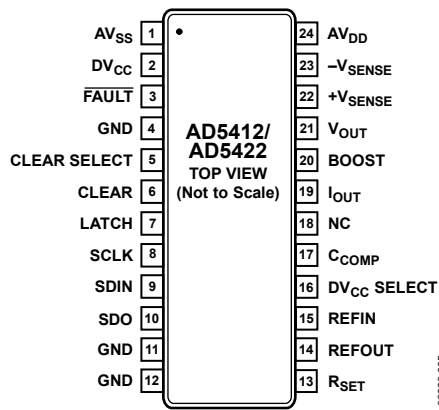 AVSS 1
DVCC 2
FAULT 3
GND 4
CLEAR SELECT 5
CLEAR 6
LATCH 7
SCLK 8
SDIN 9
SDO 10
GND 11
GND 12
AD5412/
AD5422
TOP VIEW
(Not to Scale)
24 AVDD
23 –VSENSE
22 +VSENSE
21 VOUT
20 BOOST
19 IOUT
18 NC
17 CCOMP
16 DVCC SELECT
15 REFIN
14 REFOUT
13 RSET